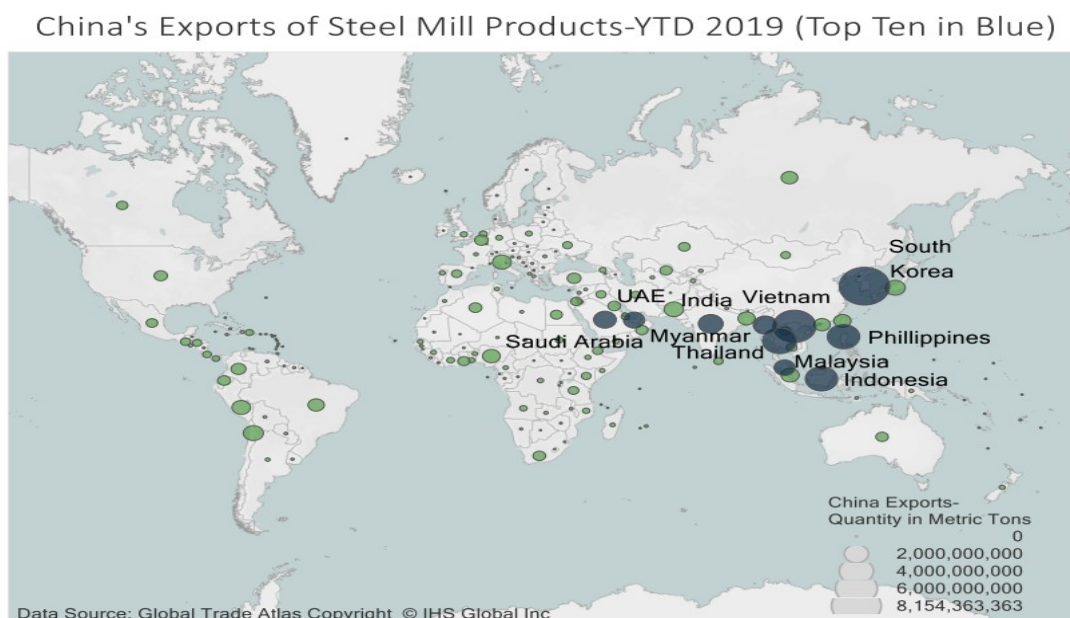 China's Exports of Steel Mill Products-YTD 2019 (Top Ten in Blue)
South
Korea
UAE
India
Vietnam
Saudi Arabia
Myanmar
Thailand
Phillippines
Malaysia
Indonesia
China Exports-
Quantity in Metric Tons
0
2,000,000,000
4,000,000,000
6,000,000,000
8,154,363,363
Data Source: Global Trade Atlas Copyright © IHS Global Inc